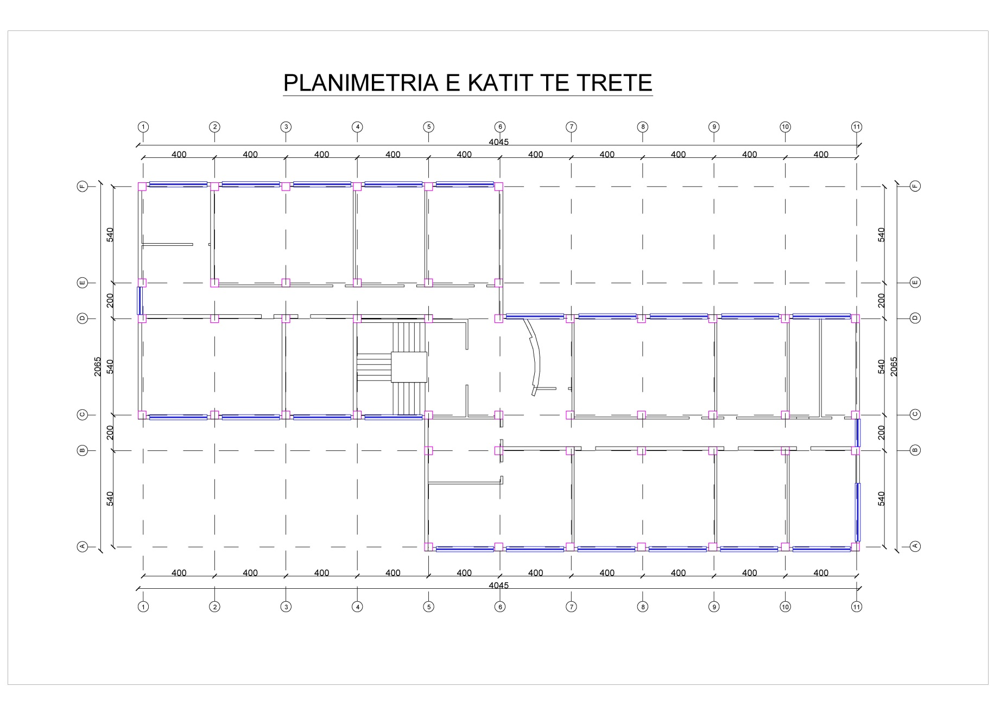 PLANIMETRIA E KATIT TE TRETE
1 2 3 4 5 6 7 8 9 10 11
4045
400 400 400 400 400 400 400 400 400 400
F F
540 540
E E
200 200
D D
2065 540 540 2065
C C
200 200
B B
540 540
A A
400 400 400 400 400 400 400 400 400 400
4045
1 2 3 4 5 6 7 8 9 10 11